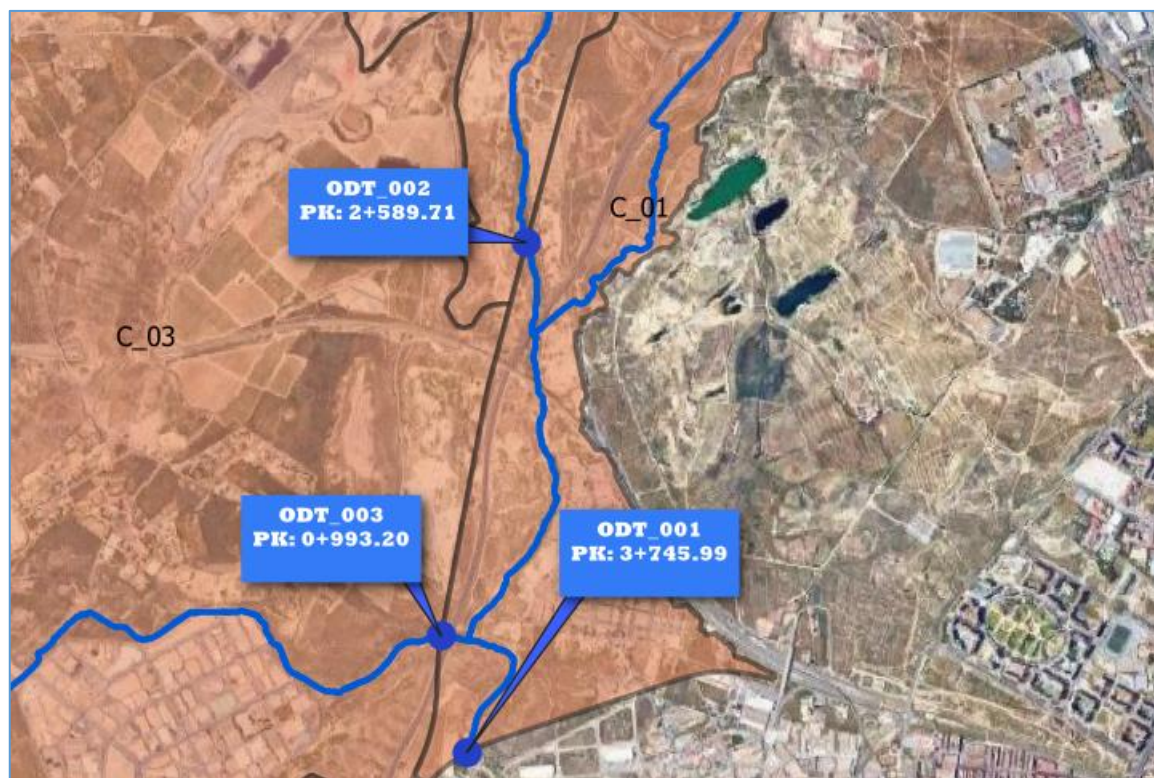 ODT_002
PK: 2+589.71
C_01
C_03
ODT_003
PK: 0+993.20
ODT_001
PK: 3+745.99